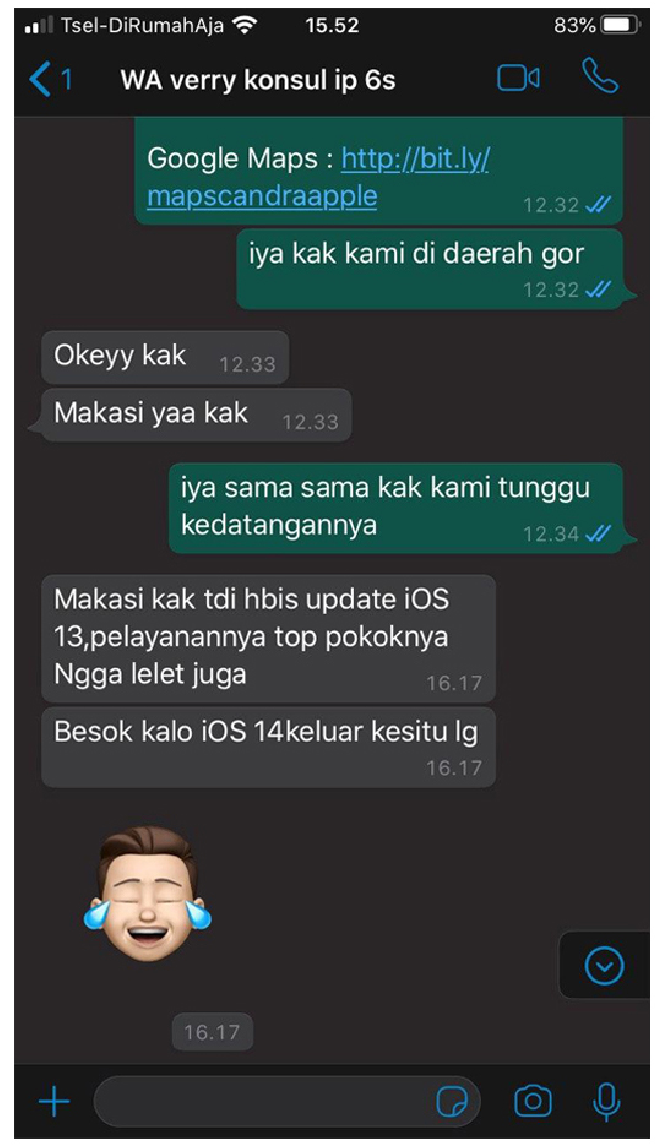 Tsel-DiRumahAja 15.52 83%
1 WA verry konsul ip 6s
Google Maps : http://bit.ly/
mapscandraapple 12.32
iya kak kami di daerah gor
12.32
Okeyy kak 12.33
Makasi yaa kak 12.33
iya sama sama kak kami tunggu
kedatangannya 12.34
Makasi kak tdi hbis update iOS
13,pelayanannya top pokoknya
Ngga lelet juga 16.17
Besok kalo iOS 14keluar kesitu lg
16.17
16.17